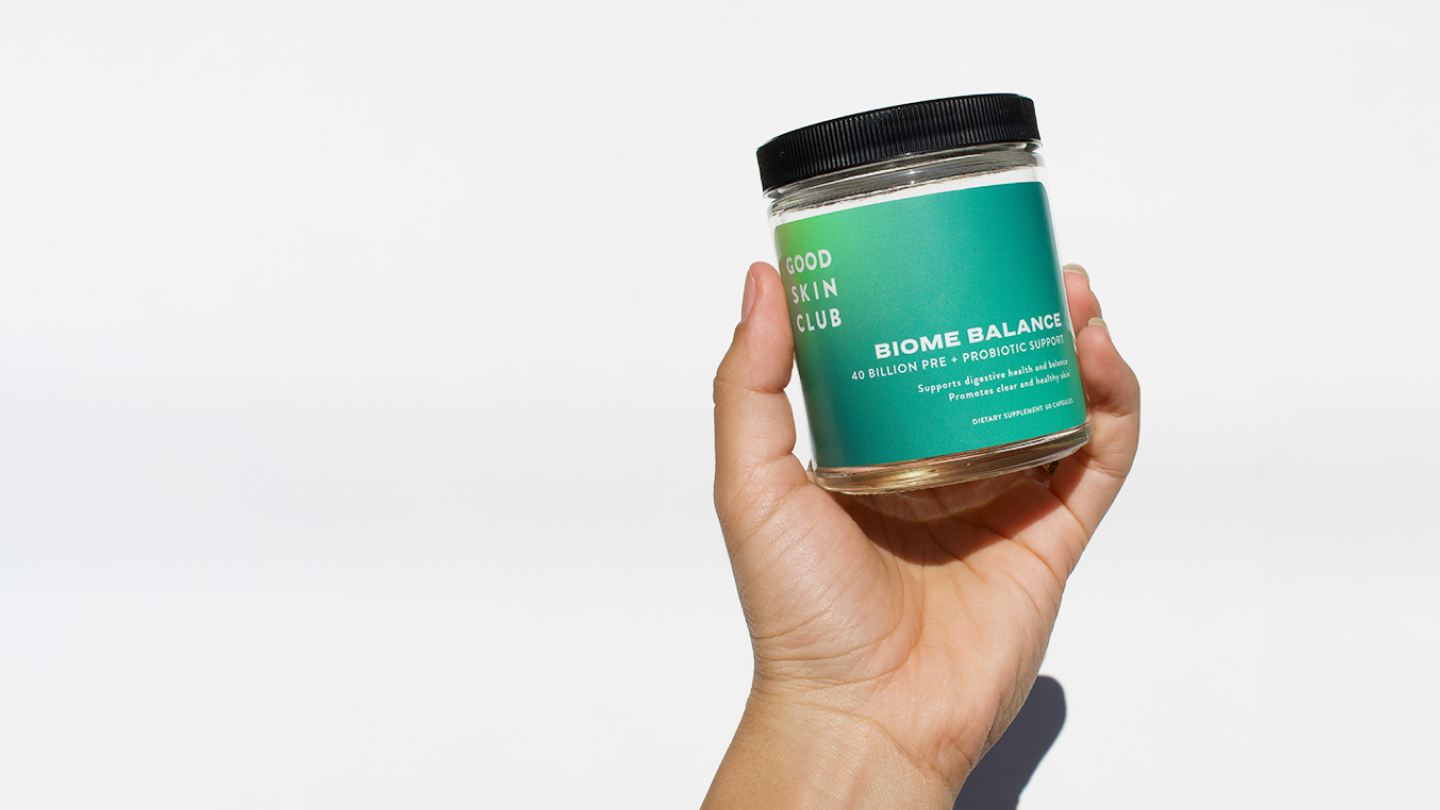 GOOD
SKIN
CLUB
BIOME BALANCE
40 BILLION PRE + PROBIOTIC SUPPORT
Supports digestive health and balance
Promotes clear and healthy skin*
DIETARY SUPPLEMENT 60 CAPSULES